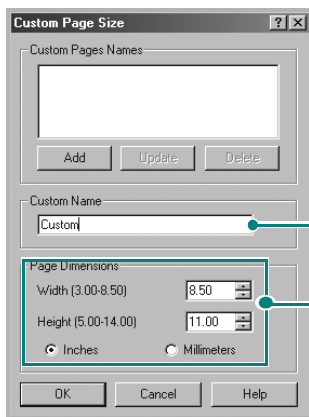 Custom Page Size
Custom Pages Names
Add Update Delete
Custom Name
Custom
Page Dimensions
Width (3.00-8.50) 8.50
Height (5.00-14.00) 11.00
Inches Millimeters
OK Cancel Help